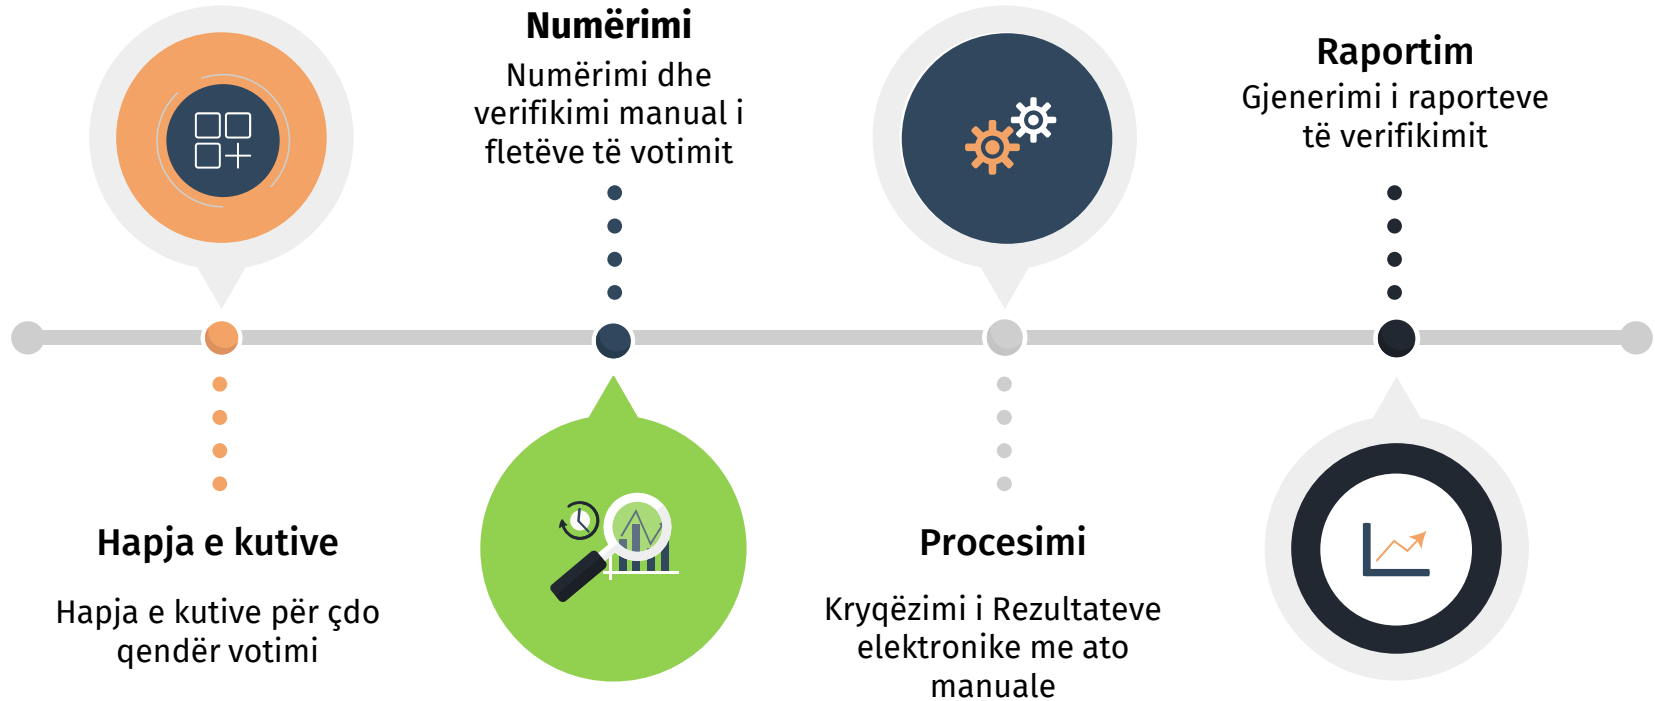 Hapja e kutive
Hapja e kutive për çdo
qendër votimi
Numërimi
Numërimi dhe
verifikimi manual i
fletëve të votimit
Procesimi
Kryqëzimi i Rezultateve
elektronike me ato
manuale
Raportim
Gjenerimi i raporteve
të verifikimit